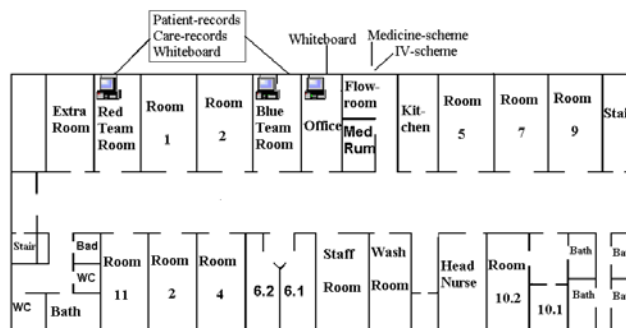 Patient-records
Care-records
Whiteboard
Whiteboard
Medicine-scheme
IV-scheme
Extra
Room
Red
Team
Room
Room
1
Room
2
Blue
Team
Room
Office
Flow-
room
Med
Rum
Kit-
chen
Room
5
Room
7
Room
9
Stair
Stair
Bad
WC
WC
Bath
Room
11
Room
2
Room
4
6.2
6.1
Staff
Room
Wash
Room
Head
Nurse
Room
10.2
10.1
Bath
Bath
Bat
Bat